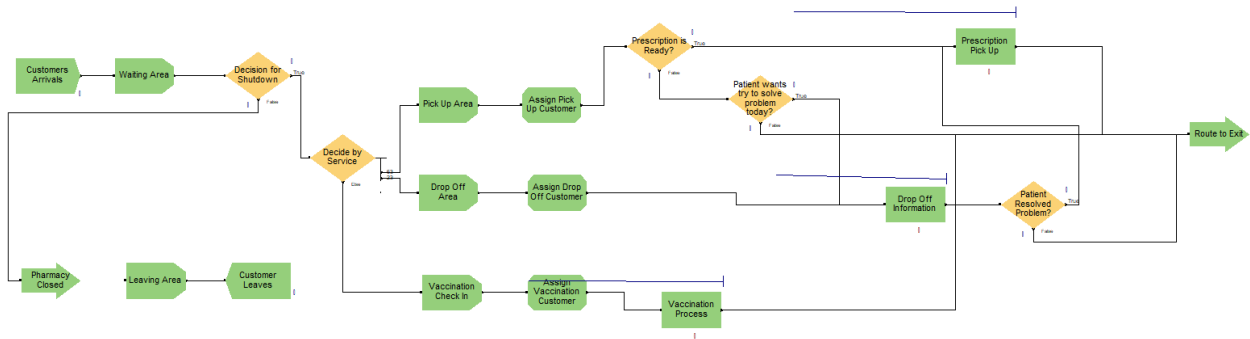 Customers
Arrivals
Waiting Area
Decision for
Shutdown
True
False
Decide by
Service
Else
Pick Up Area
Assign Pick
Up Customer
Prescription is
Ready?
True
False
Patient wants
try to solve
problem
today?
True
False
Prescription
Pick Up
Route to Exit
Drop Off
Area
Assign Drop
Off Customer
Drop Off
Information
Patient
Resolved
Problem?
True
False
Pharmacy
Closed
Leaving Area
Customer
Leaves
Vaccination
Check In
Assign
Vaccination
Customer
Vaccination
Process